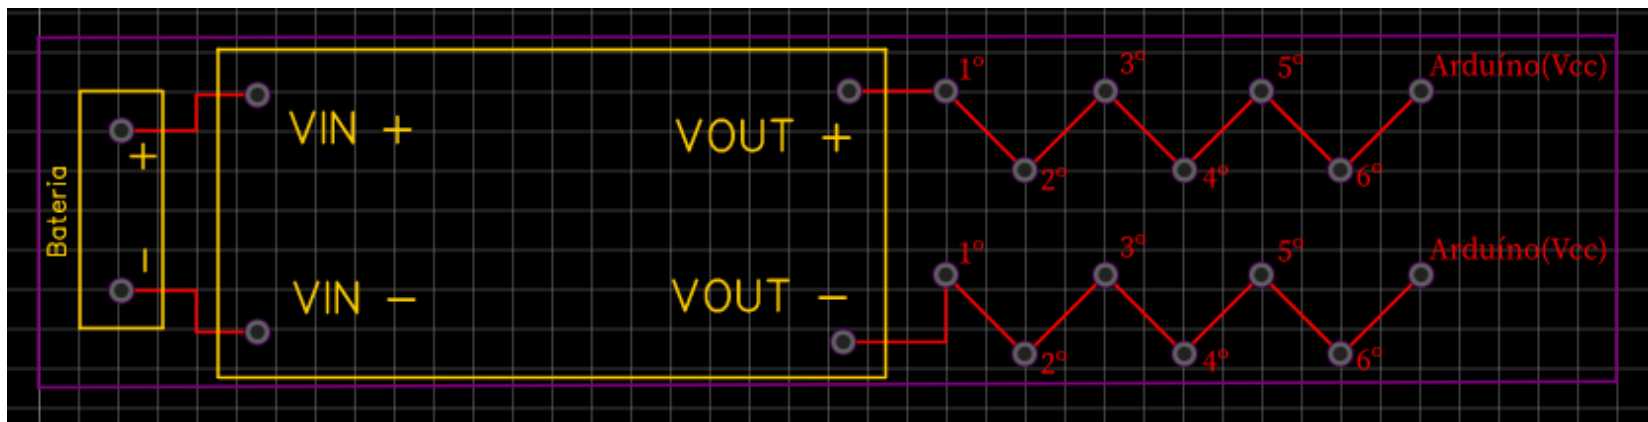 Bateria
+
-
VIN +
VIN -
VOUT +
VOUT -
1º
2º
3º
4º
5º
6º
Arduíno(Vcc)
1º
2º
3º
4º
5º
6º
Arduíno(Vcc)